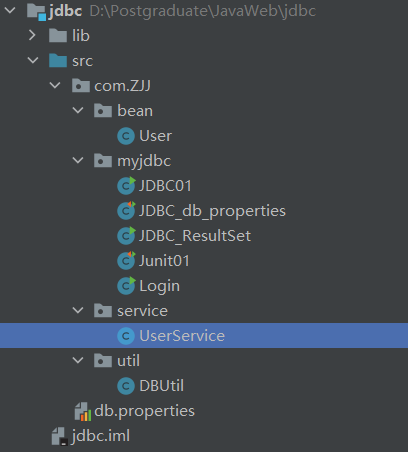 jdbc D:\Postgraduate\JavaWeb\jdbc
lib
src
com.ZJJ
bean
User
myjdbc
JDBC01
JDBC_db_properties
JDBC_ResultSet
Junit01
Login
service
UserService
util
DBUtil
db.properties
jdbc.iml